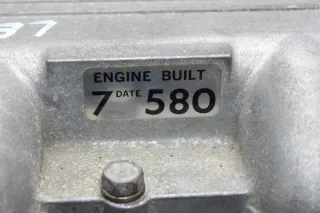 ENGINE BUILT
7 DATE 580